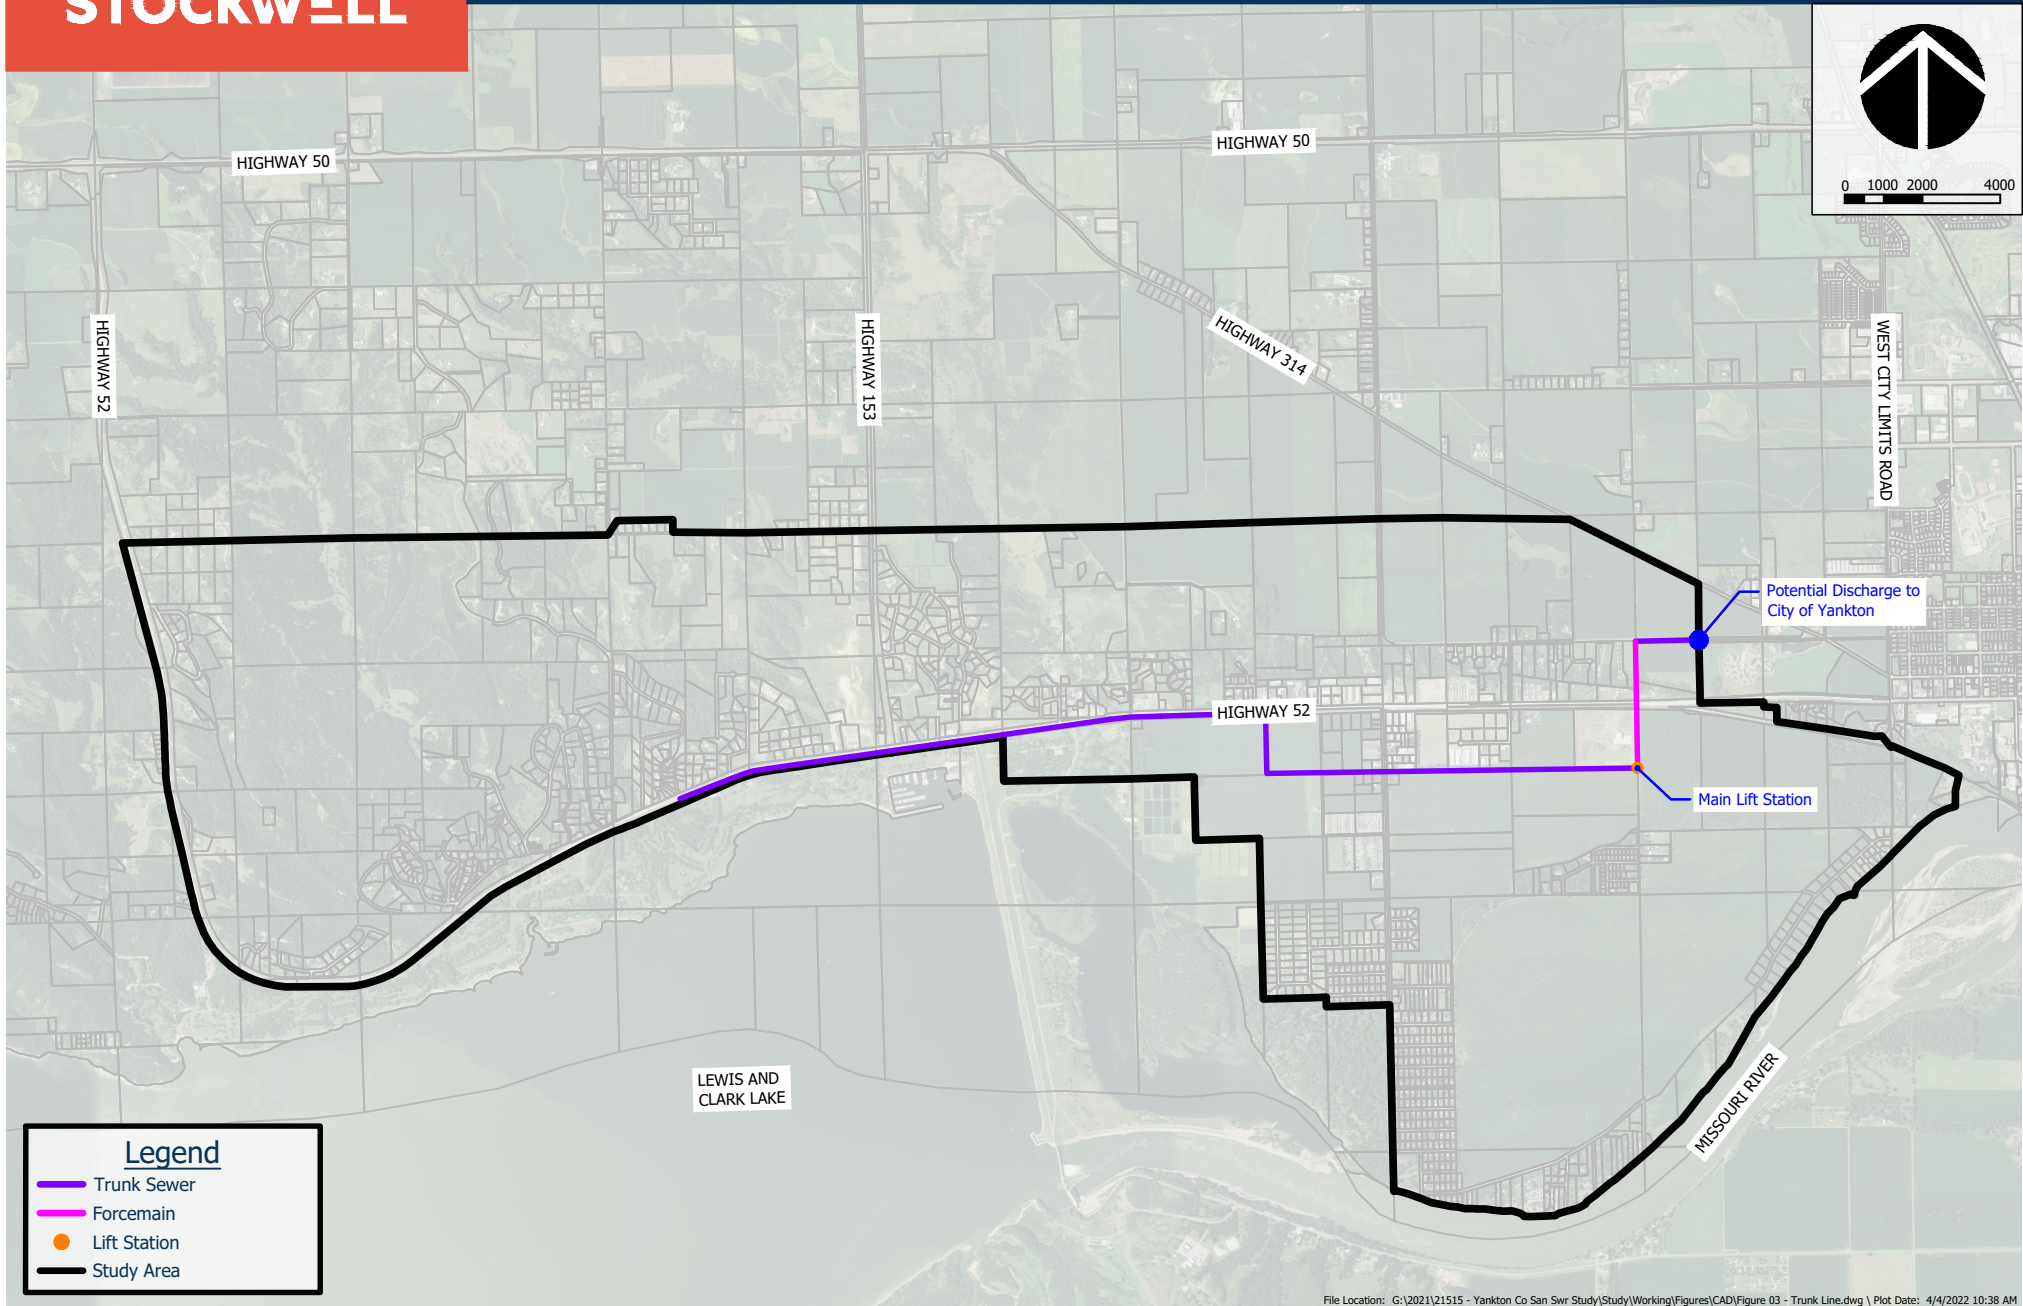 STOCKWELL
0 1000 2000 4000
HIGHWAY 50
HIGHWAY 50
HIGHWAY 52
HIGHWAY 153
HIGHWAY 314
WEST CITY LIMITS ROAD
Potential Discharge to
City of Yankton
HIGHWAY 52
Main Lift Station
LEWIS AND
CLARK LAKE
MISSOURI RIVER
Legend
Trunk Sewer
Forcemain
Lift Station
Study Area
File Location: G:\2021\21515 - Yankton Co San Swr Study\Study\Working\Figures\CAD\Figure 03 - Trunk Line.dwg \ Plot Date: 4/4/2022 10:38 AM